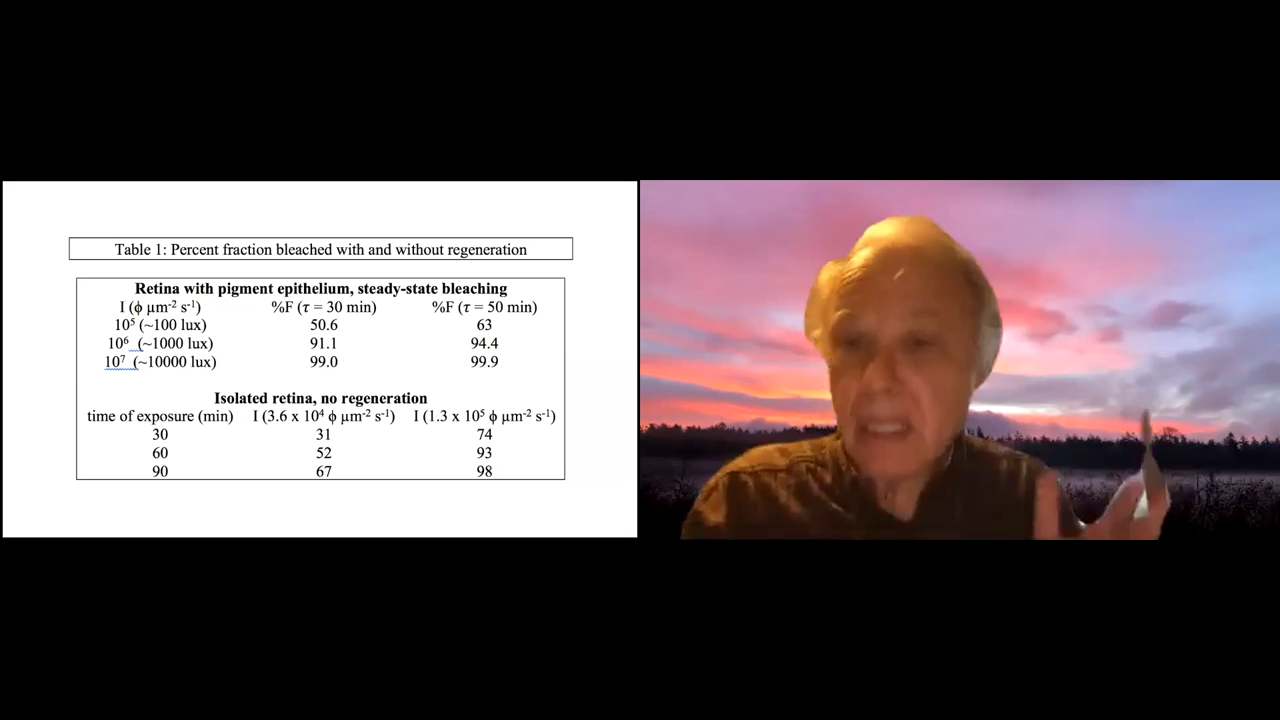 Table 1: Percent fraction bleached with and without regeneration
Retina with pigment epithelium, steady-state bleaching
I (ϕ µm⁻² s⁻¹) %F (τ = 30 min) %F (τ = 50 min)
10⁵ (~100 lux) 50.6 63
10⁶ (~1000 lux) 91.1 94.4
10⁷ (~10000 lux) 99.0 99.9
Isolated retina, no regeneration
time of exposure (min) I (3.6 x 10⁴ ϕ µm⁻² s⁻¹) I (1.3 x 10⁵ ϕ µm⁻² s⁻¹)
30 31 74
60 52 93
90 67 98